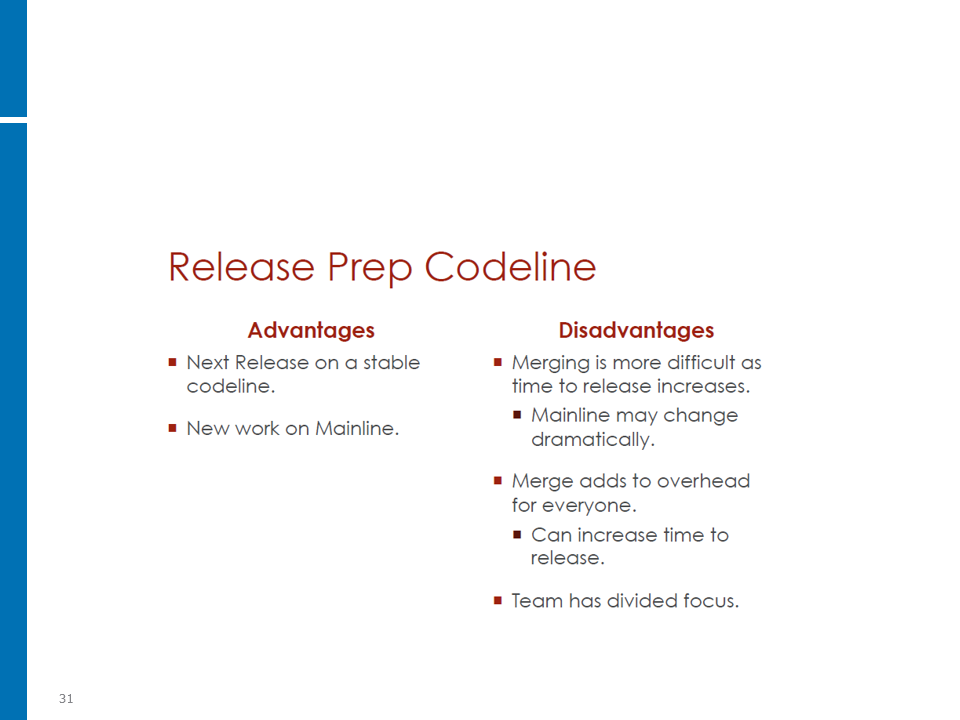 Release Prep Codeline
Advantages
Next Release on a stable
codeline.
New work on Mainline.
Disadvantages
Merging is more difficult as
time to release increases.
Mainline may change
dramatically.
Merge adds to overhead
for everyone.
Can increase time to
release.
Team has divided focus.
31